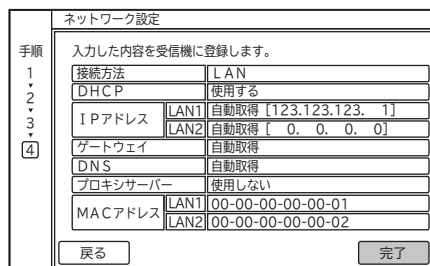 ネットワーク設定
手順
1
2
3
4
入力した内容を受信機に登録します。
接続方法 ＬＡＮ
ＤＨＣＰ 使用する
ＩＰアドレス LAN1 自動取得 [123.123.123.　1]
LAN2 自動取得 [　0.　0.　0.　0]
ゲートウェイ 自動取得
ＤＮＳ 自動取得
プロキシサーバー 使用しない
ＭＡＣアドレス LAN1 00-00-00-00-00-01
LAN2 00-00-00-00-00-02
戻る 完了